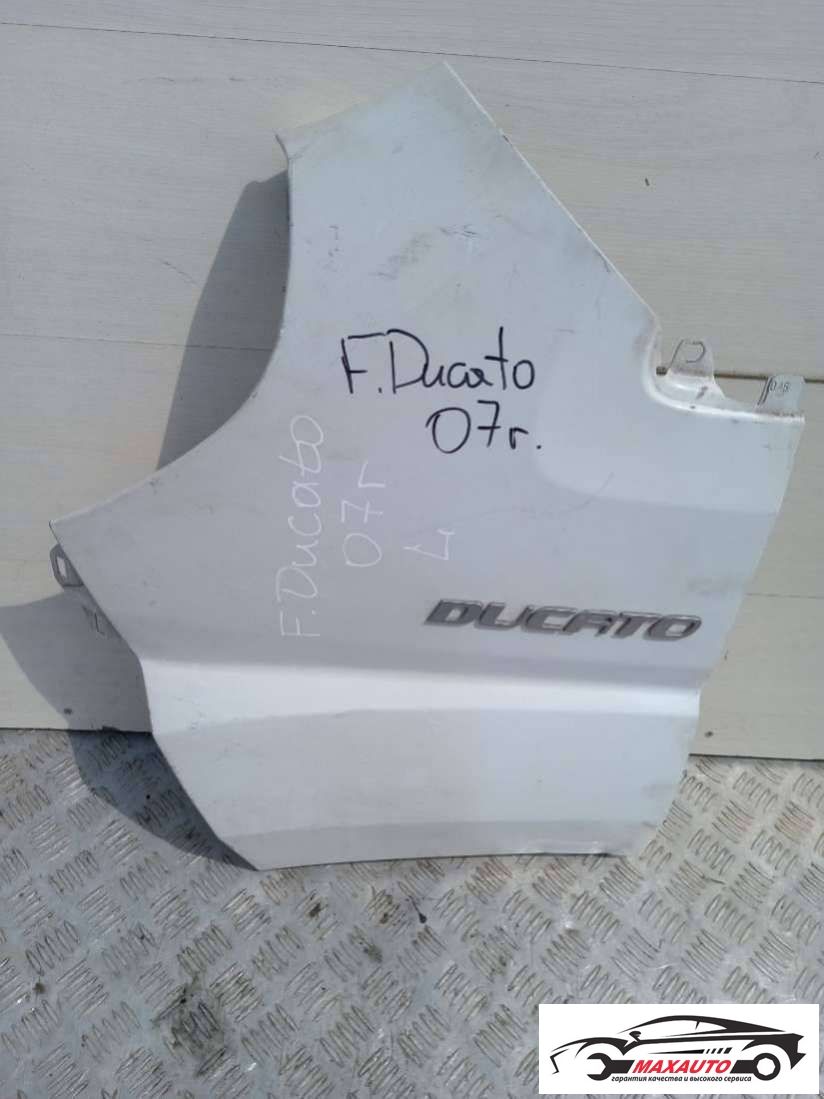 F. Ducato
07г.
F. Ducato
07г
DUCATO
MAXAUTO
гарантия качества и высокого сервиса